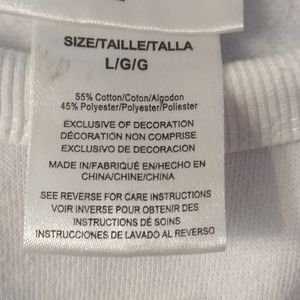 SIZE/TAILLE/TALLA
L/G/G
55% Cotton/Coton/Algodon
45% Polyester/Polyester/Poliester
EXCLUSIVE OF DECORATION
DÉCORATION NON COMPRISE
EXCLUSIVO DE DECORACIÓN
MADE IN/FABRIQUÉ EN/HECHO EN
CHINA/CHINE/CHINA
SEE REVERSE FOR CARE INSTRUCTIONS
VOIR INVERSE POUR OBTENIR DES
INSTRUCTIONS DE SOINS
INSTRUCCIONES DE LAVADO AL REVERSO